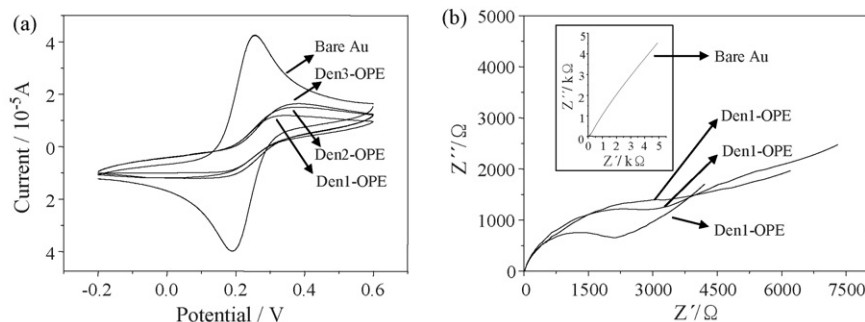 (a)
Current / 10⁻⁵A
4
2
0
2
4
Bare Au
Den3-OPE
Den2-OPE
Den1-OPE
-0.2
0.0
0.2
0.4
0.6
Potential / V
(b)
Z´´/Ω
5000
4000
3000
2000
1000
0
Z´´/kΩ
5
4
3
2
1
0
0 1 2 3 4 5
Z´/kΩ
Bare Au
Den1-OPE
Den1-OPE
Den1-OPE
0
1500
3000
4500
6000
7500
Z´/Ω